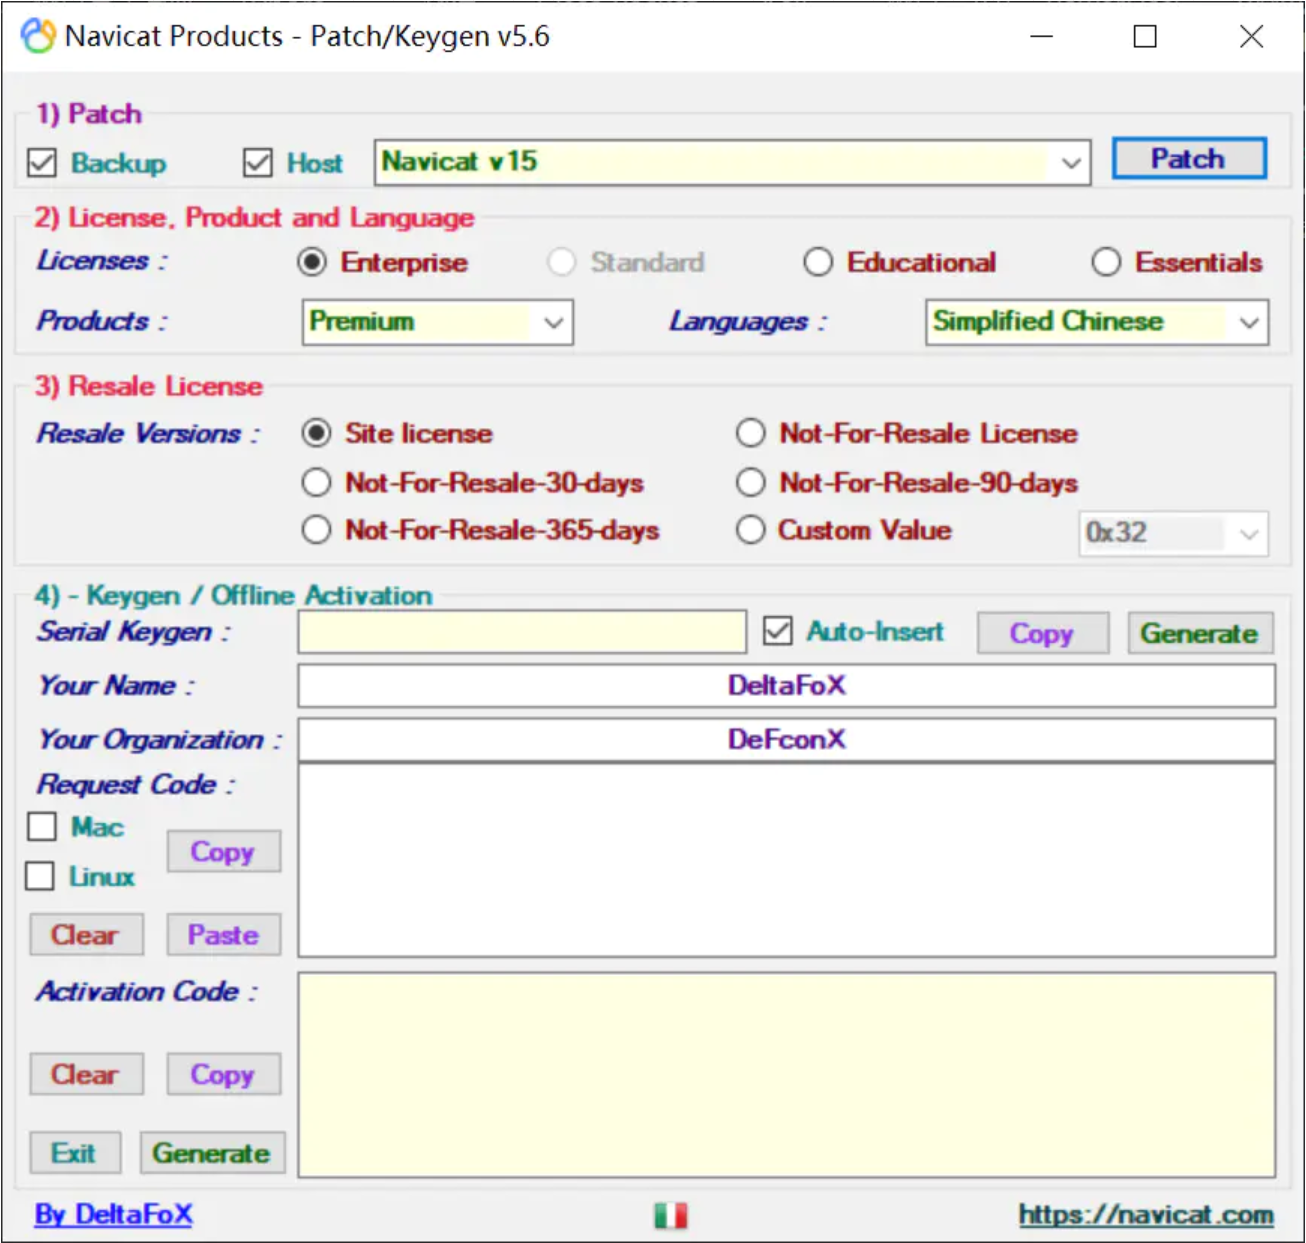 Navicat Products - Patch/Keygen v5.6
1) Patch
Backup Host Navicat v15 Patch
2) License, Product and Language
Licenses : Enterprise Standard Educational Essentials
Products : Premium Languages : Simplified Chinese
3) Resale License
Resale Versions : Site license Not-For-Resale License
Not-For-Resale-30-days Not-For-Resale-90-days
Not-For-Resale-365-days Custom Value 0x32
4) - Keygen / Offline Activation
Serial Keygen : Auto-Insert Copy Generate
Your Name : DeltaFoX
Your Organization : DeFconX
Request Code :
Mac
Copy
Linux
Clear Paste
Activation Code :
Clear Copy
Exit Generate
By DeltaFoX https://navicat.com